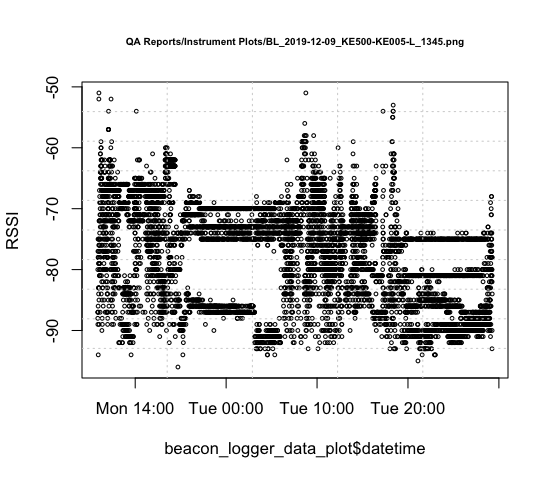 QA Reports/Instrument Plots/BL_2019-12-09_KE500-KE005-L_1345.png
-50
-60
-70
-80
-90
RSSI
Mon 14:00 Tue 00:00 Tue 10:00 Tue 20:00
beacon_logger_data_plot$datetime